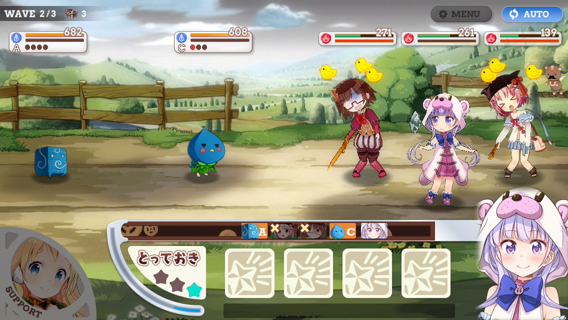 WAVE 2/3 3
MENU
AUTO
682
A
608
C
271
261
139
A
C
とっておき
SUPPORT